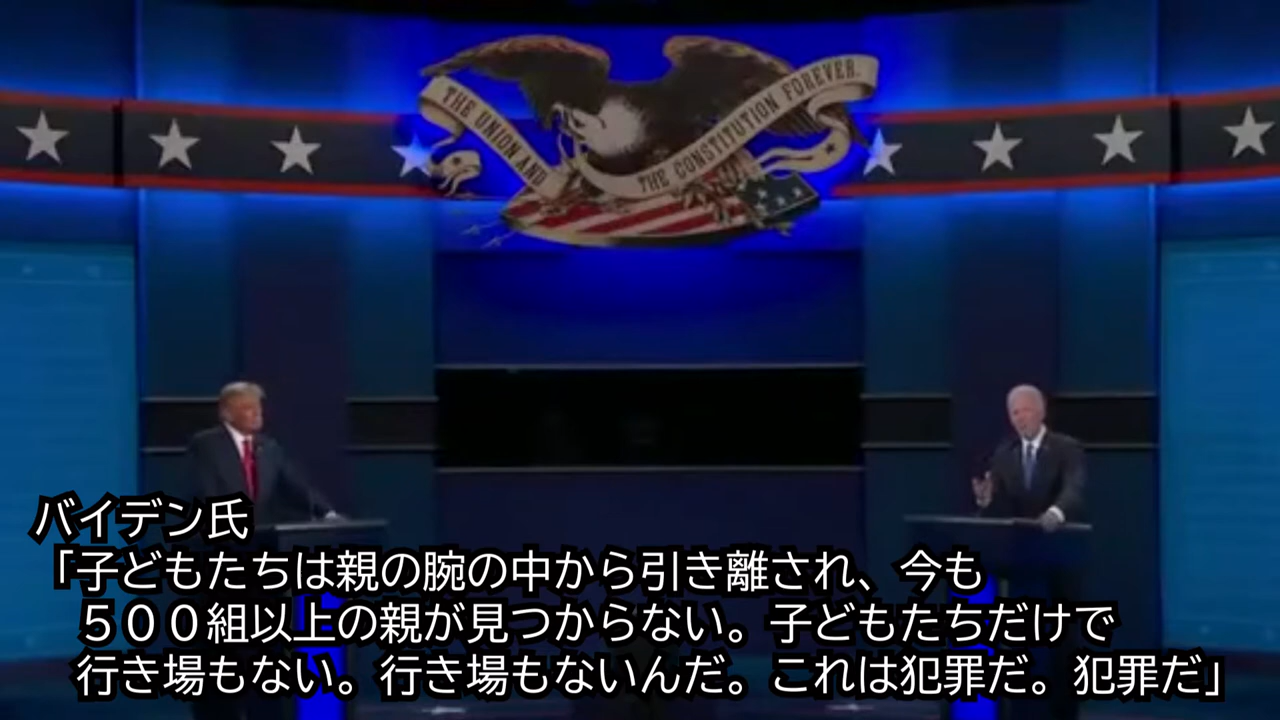 THE UNION AND THE CONSTITUTION FOREVER.
バイデン氏
「子どもたちは親の腕の中から引き離され、今も
５００組以上の親が見つからない。子どもたちだけで
行き場もない。行き場もないんだ。これは犯罪だ。犯罪だ」